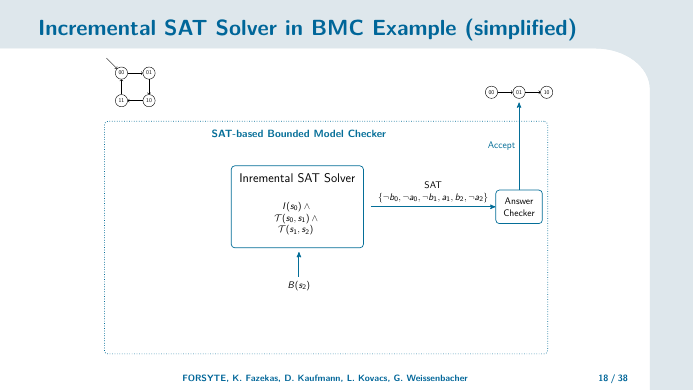 Incremental SAT Solver in BMC Example (simplified)
00 01
11 10
00 01 10
SAT-based Bounded Model Checker
Accept
Inremental SAT Solver
I(s₀) ∧
𝒯(s₀, s₁) ∧
𝒯(s₁, s₂)
SAT
{¬b₀, ¬a₀, ¬b₁, a₁, b₂, ¬a₂}
Answer
Checker
B(s₂)
FORSYTE, K. Fazekas, D. Kaufmann, L. Kovacs, G. Weissenbacher
18 / 38